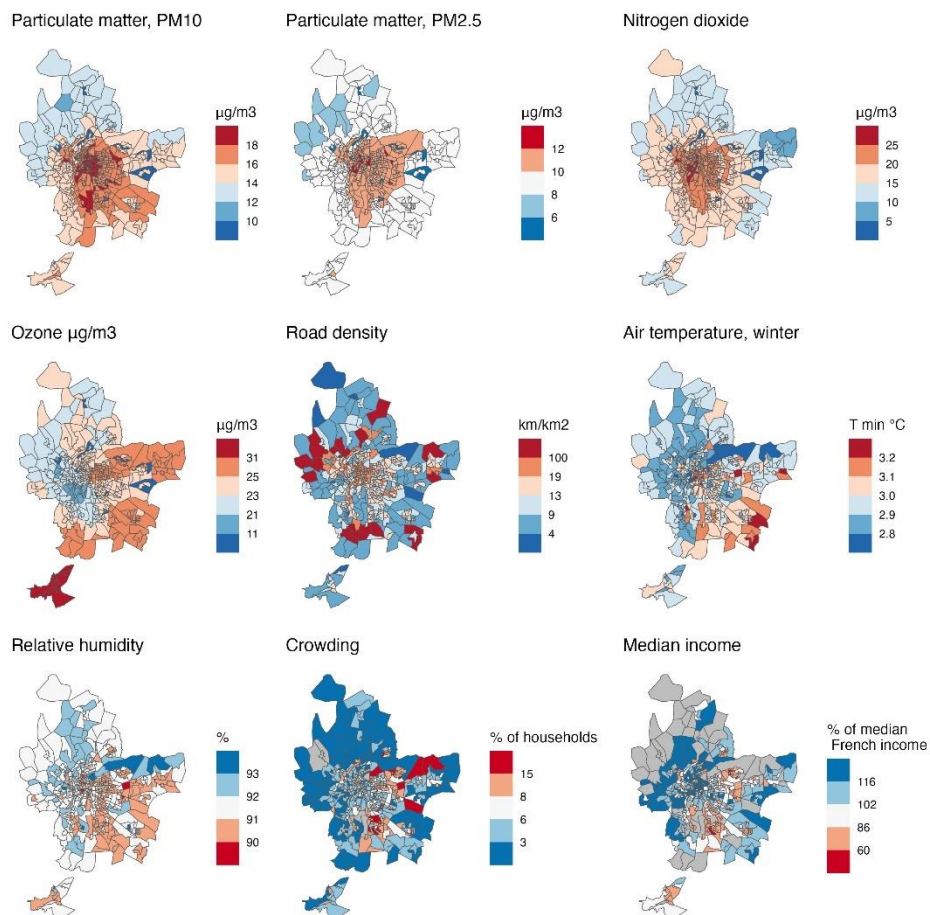 Particulate matter, PM10
µg/m3
18
16
14
12
10
Particulate matter, PM2.5
µg/m3
12
10
8
6
Nitrogen dioxide
µg/m3
25
20
15
10
5
Ozone µg/m3
µg/m3
31
25
23
21
11
Road density
km/km2
100
19
13
9
4
Air temperature, winter
T min °C
3.2
3.1
3.0
2.9
2.8
Relative humidity
%
93
92
91
90
Crowding
% of households
15
8
6
3
Median income
% of median
French income
116
102
86
60